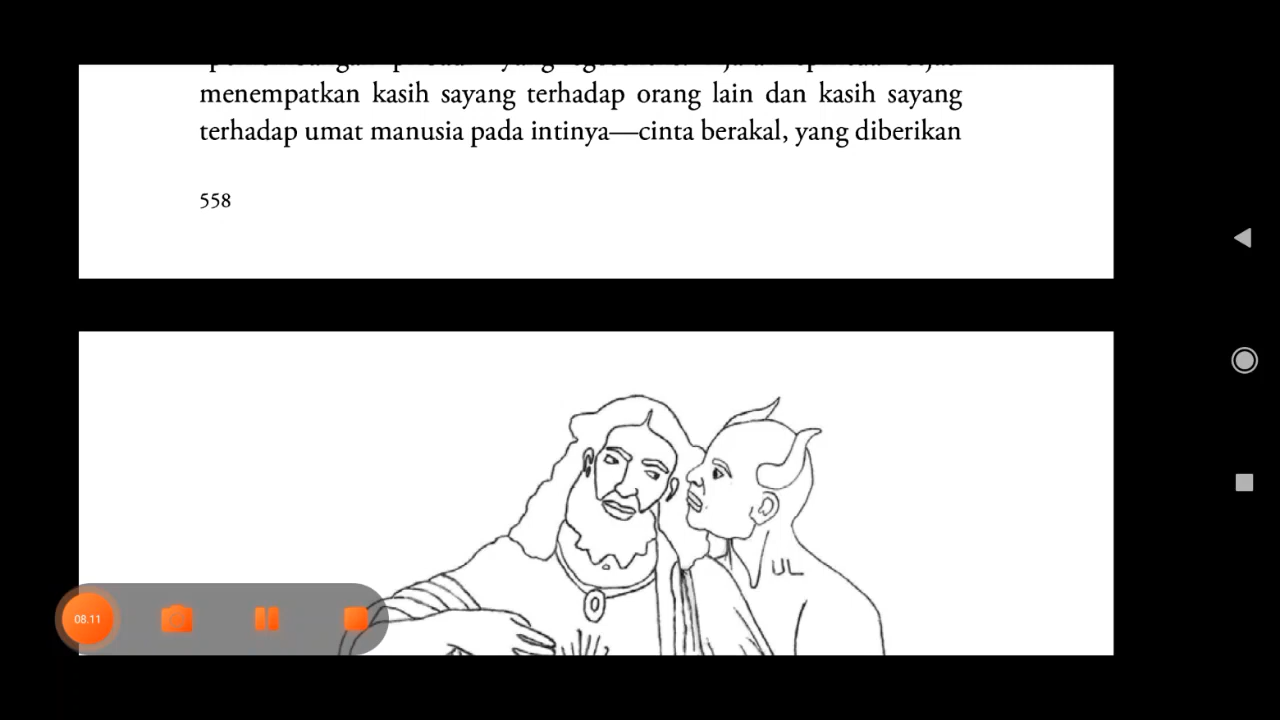 menempatkan kasih sayang terhadap orang lain dan kasih sayang
terhadap umat manusia pada intinya—cinta berakal, yang diberikan
558
UL
08.11